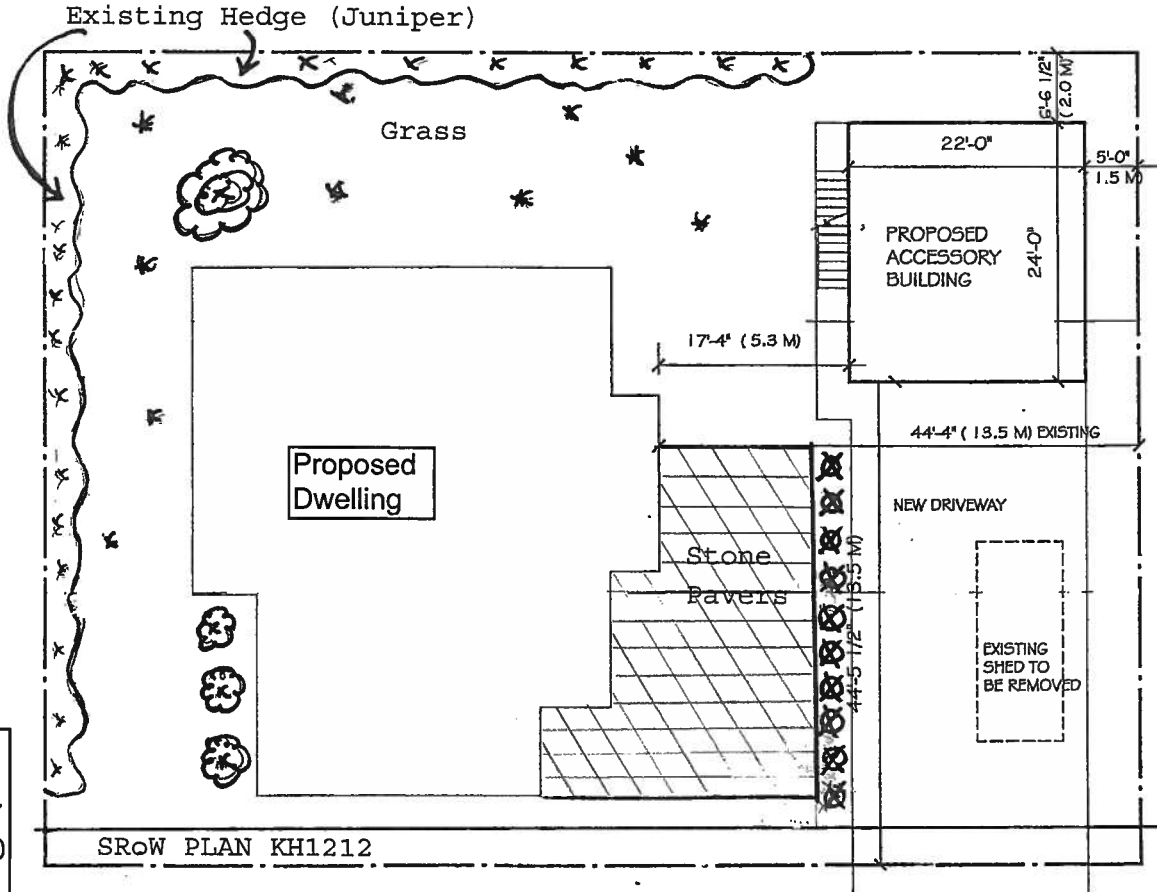 Existing Hedge (Juniper)
6'-6 1/2"
(2.0 M)
Grass
22'-0"
5'-0"
1.5 M
PROPOSED
ACCESSORY
BUILDING
24'-0"
17'-4" (5.3 M)
44'-4" (13.5 M) EXISTING
Proposed
Dwelling
NEW DRIVEWAY
Stone
Pavers
44'-5 1/2" (13.5 M)
EXISTING
SHED TO
BE REMOVED
SRoW PLAN KH1212